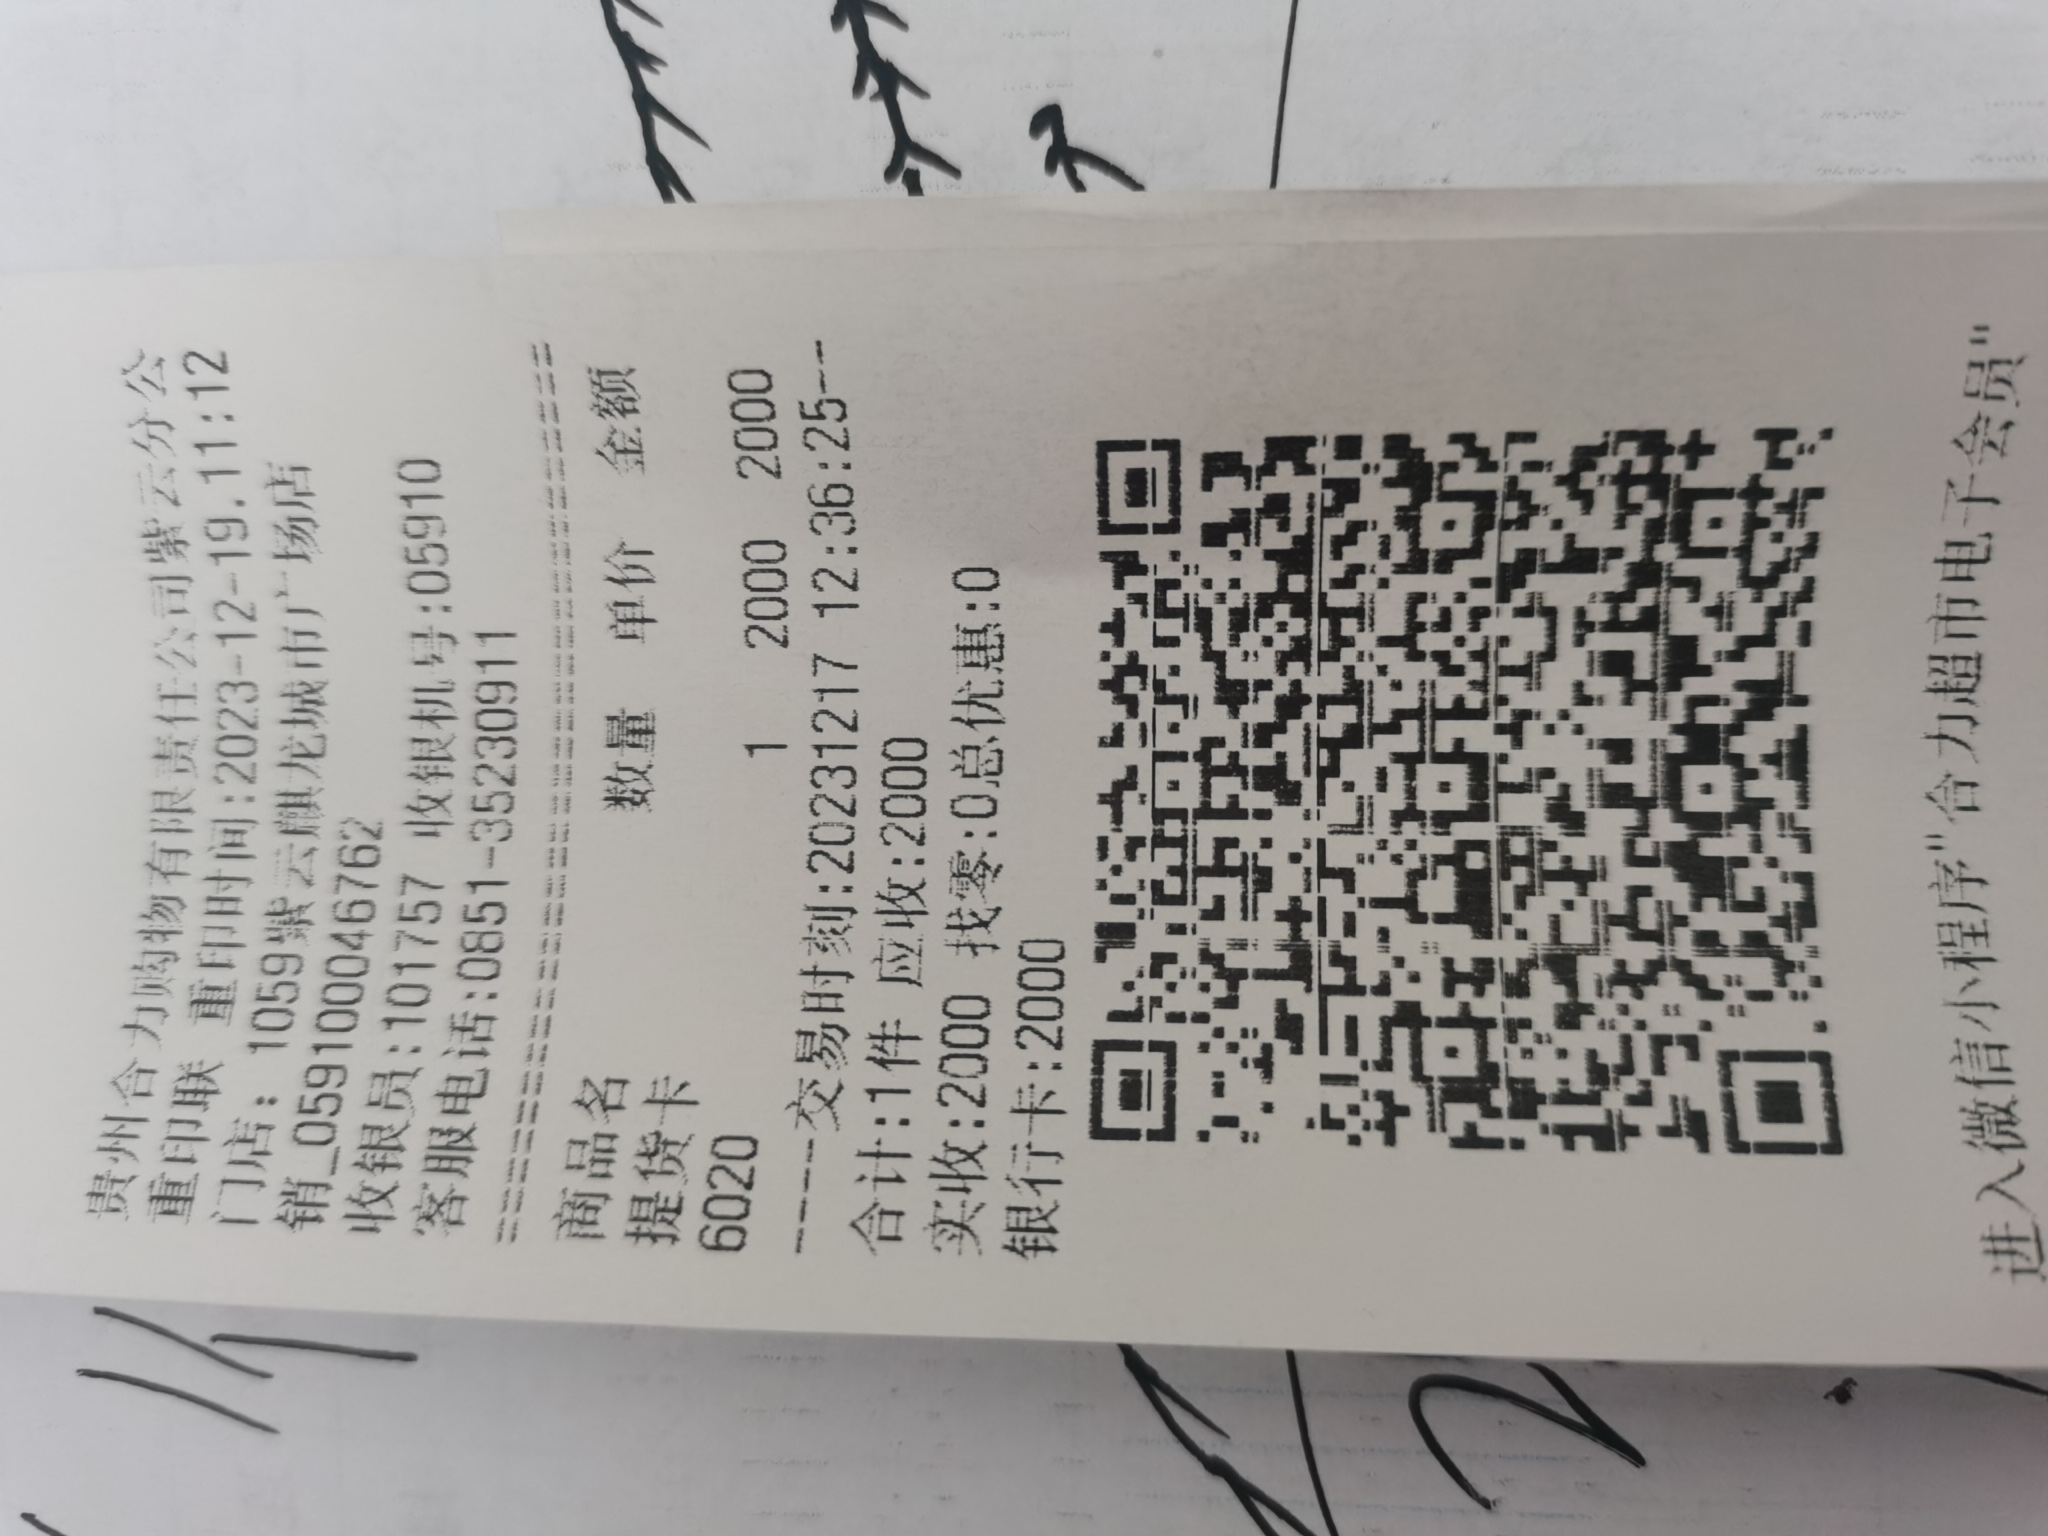 贵州合力购物有限责任公司紫云分公
重印联 重印时间:2023-12-19.11:12
门店: 1059紫云麒龙城市广场店
销_0591000046762
收银员:101757 收银机号:05910
客服电话:0851-35230911
==============================
商品名 数量 单价 金额
提货卡
6020 1 2000 2000
----交易时刻:20231217 12:36:25--
合计:1件 应收:2000
实收:2000 找零:0总优惠:0
银行卡:2000
进入微信小程序"合力超市电子会员"